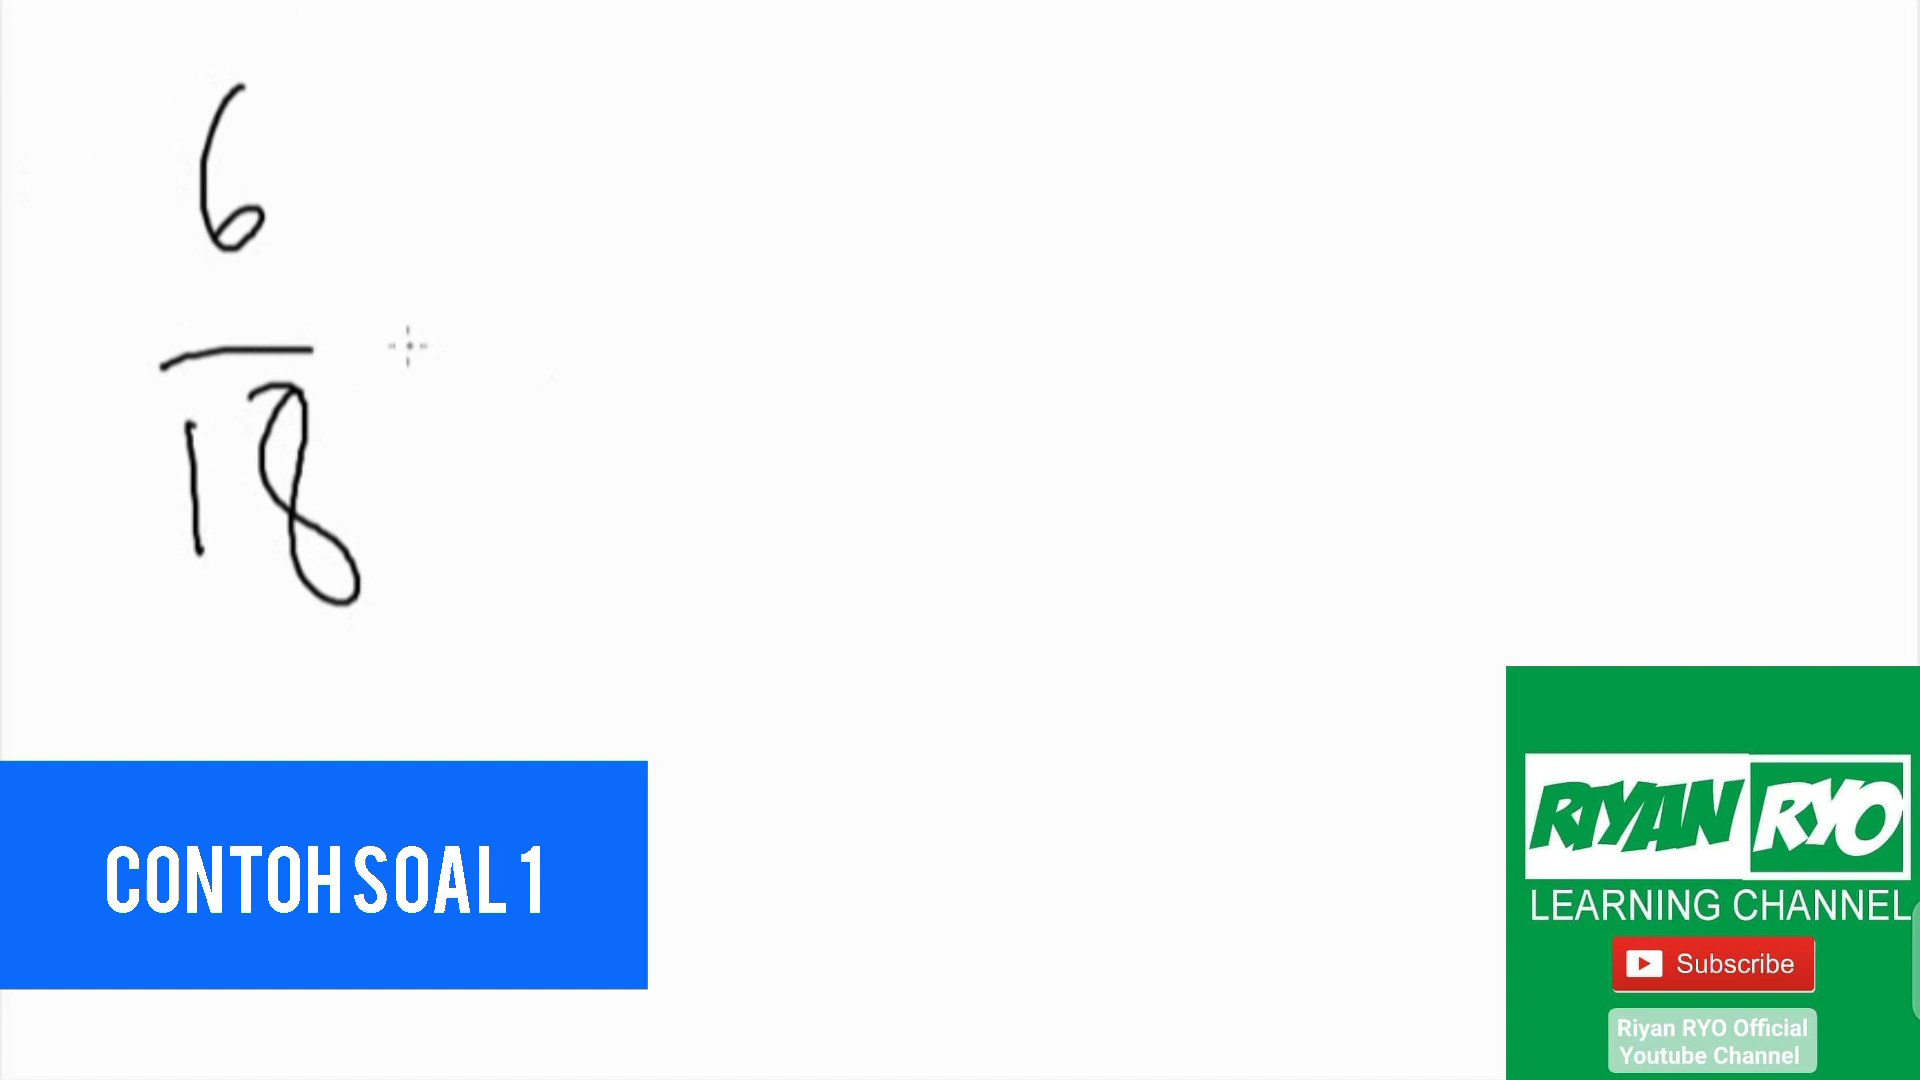 6
18
CONTOH SOAL 1
RIYAN RYO
LEARNING CHANNEL
Subscribe
Riyan RYO Official
Youtube Channel